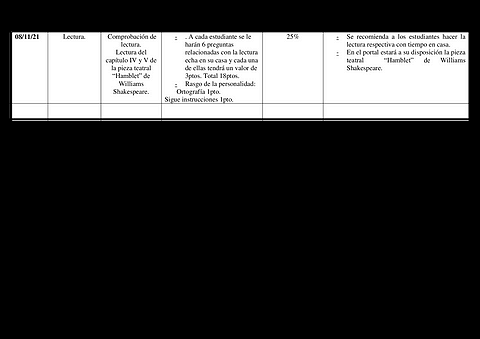 08/11/21
Lectura.
Comprobación de
lectura.
Lectura del
capítulo IV y V de
la pieza teatral
“Hamblet” de
Williams
Shakespeare.
- . A cada estudiante se le
harán 6 preguntas
relacionadas con la lectura
echa en su casa y cada una
de ellas tendrá un valor de
3ptos. Total 18ptos.
- Rasgo de la personalidad:
Ortografía 1pto.
Sigue instrucciones 1pto.
25%
- Se recomienda a los estudiantes hacer la
lectura respectiva con tiempo en casa.
- En el portal estará a su disposición la pieza
teatral “Hamblet” de Williams
Shakespeare.